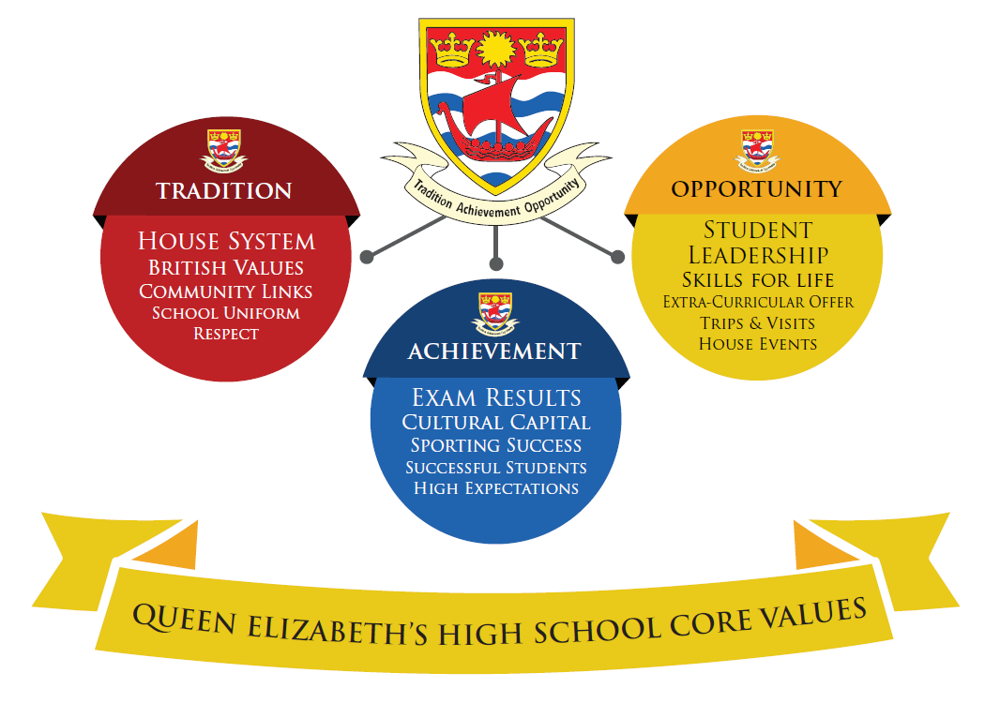 Tradition Achievement Opportunity
TRADITION
HOUSE SYSTEM
BRITISH VALUES
COMMUNITY LINKS
SCHOOL UNIFORM
RESPECT
ACHIEVEMENT
EXAM RESULTS
CULTURAL CAPITAL
SPORTING SUCCESS
SUCCESSFUL STUDENTS
HIGH EXPECTATIONS
OPPORTUNITY
STUDENT
LEADERSHIP
SKILLS FOR LIFE
EXTRA-CURRICULAR OFFER
TRIPS & VISITS
HOUSE EVENTS
QUEEN ELIZABETH'S HIGH SCHOOL CORE VALUES